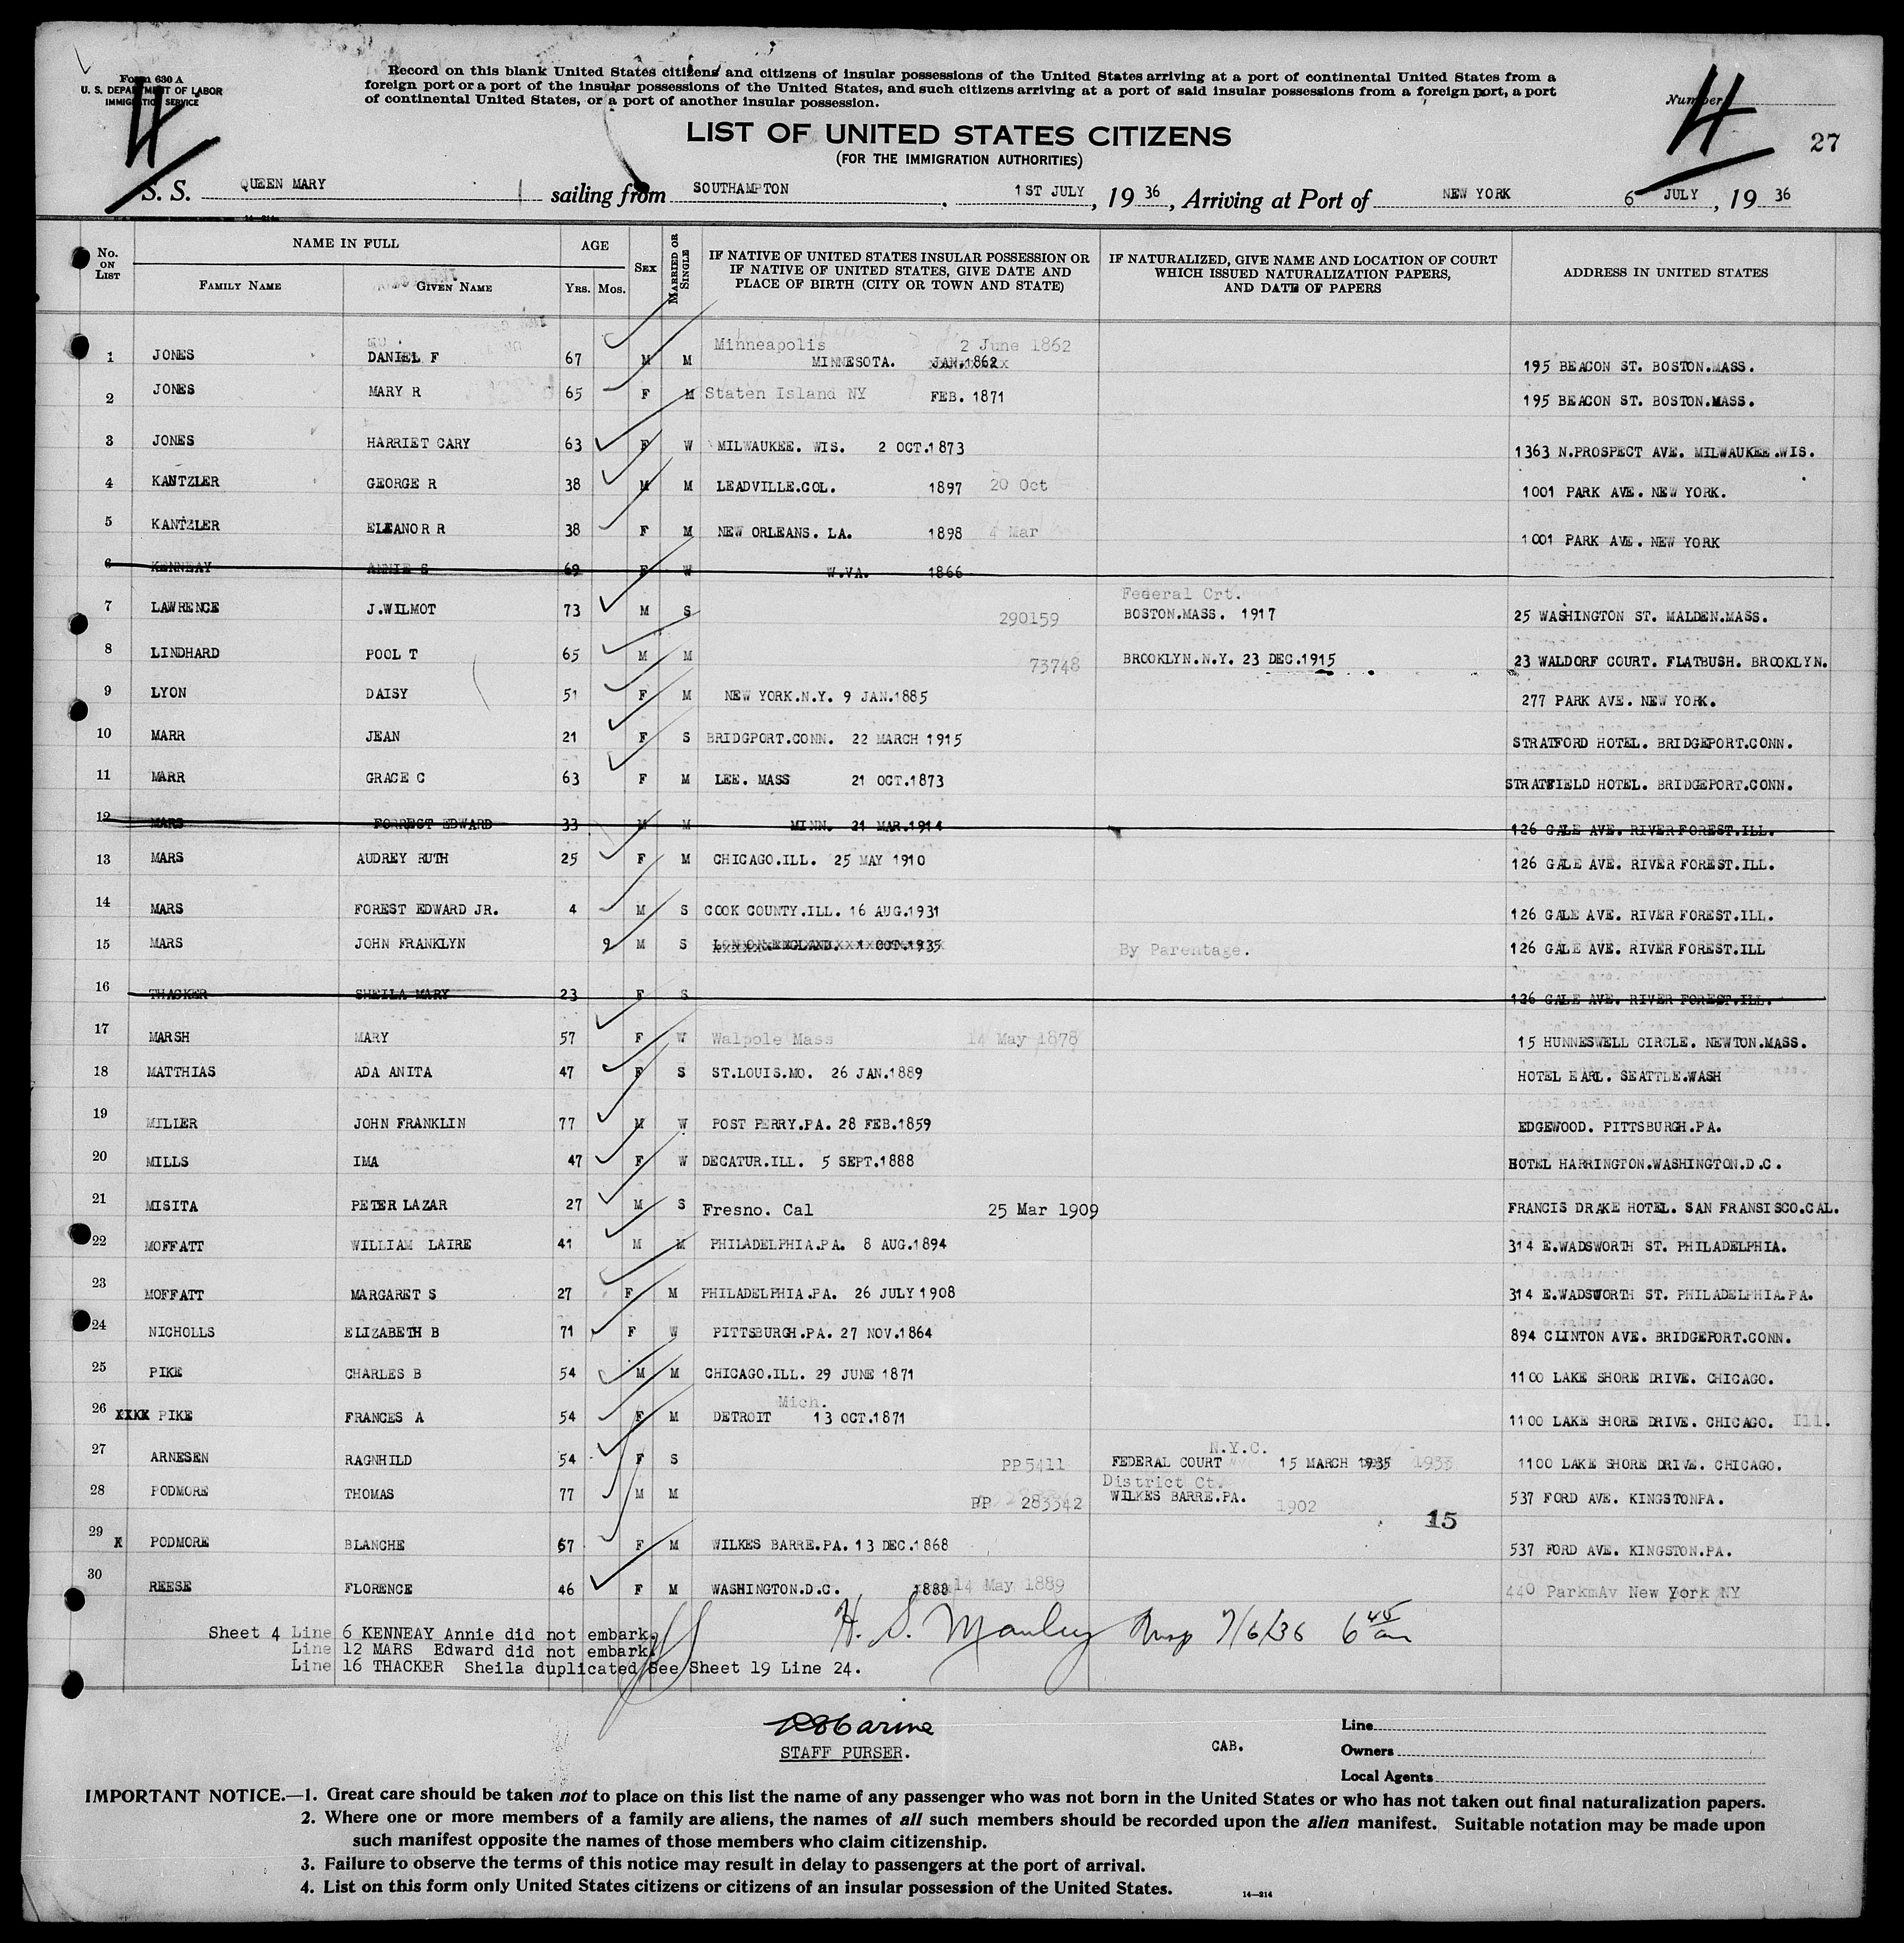 Form 630 A
U. S. DEPARTMENT OF LABOR
IMMIGRATION SERVICE
Record on this blank United States citizens and citizens of insular possessions of the United States arriving at a port of continental United States from a
foreign port or a port of the insular possessions of the United States, and such citizens arriving at a port of said insular possessions from a foreign port, a port
of continental United States, or a port of another insular possession.
Number
4
4
27
LIST OF UNITED STATES CITIZENS
(FOR THE IMMIGRATION AUTHORITIES)
S. S. QUEEN MARY sailing from SOUTHAMPTON, 1ST JULY, 19 36, Arriving at Port of NEW YORK 6 JULY, 19 36
14—214
No. ON LIST NAME IN FULL AGE SEX MARRIED OR SINGLE IF NATIVE OF UNITED STATES INSULAR POSSESSION OR IF NATIVE OF UNITED STATES, GIVE DATE AND PLACE OF BIRTH (CITY OR TOWN AND STATE) IF NATURALIZED, GIVE NAME AND LOCATION OF COURT WHICH ISSUED NATURALIZATION PAPERS, AND DATE OF PAPERS ADDRESS IN UNITED STATES
FAMILY NAME GIVEN NAME YRS. MOS.
Minneapolis 2 June 1862
1 JONES DANIEL F 67 M M MINNESOTA. JAN.1862 195 BEACON ST. BOSTON.MASS.
2 JONES MARY R 65 F M Staten Island NY FEB. 1871 195 BEACON ST. BOSTON.MASS.
3 JONES HARRIET CARY 63 F W MILWAUKEE. WIS. 2 OCT.1873 1363 N.PROSPECT AVE. MILWAUKEE.WIS.
4 KANTZLER GEORGE R 38 M M LEADVILLE.COL. 1897 20 Oct 1001 PARK AVE. NEW YORK.
5 KANTZLER ELEANOR R 38 F M NEW ORLEANS. LA. 1898 4 Mar 1001 PARK AVE. NEW YORK
6 KENNEAY ANNIE S 69 F W W.VA. 1866
Federal Crt.
7 LAWRENCE J.WILMOT 73 M S 290159 BOSTON.MASS. 1917 25 WASHINGTON ST. MALDEN.MASS.
8 LINDHARD POOL T 65 M M 73748 BROOKLYN.N.Y. 23 DEC.1915 23 WALDORF COURT. FLATBUSH. BROOKLYN.
9 LYON DAISY 51 F M NEW YORK.N.Y. 9 JAN.1885 277 PARK AVE. NEW YORK.
10 MARR JEAN 21 F S BRIDGPORT.CONN. 22 MARCH 1915 STRATFORD HOTEL. BRIDGEPORT.CONN.
11 MARR GRACE C 63 F M LEE. MASS 21 OCT.1873 STRATFIELD HOTEL. BRIDGEPORT.CONN.
12 MARS FORREST EDWARD 33 M M MINN. 21 MAR.1914 126 GALE AVE. RIVER FOREST.ILL.
13 MARS AUDREY RUTH 25 F M CHICAGO.ILL. 25 MAY 1910 126 GALE AVE. RIVER FOREST.ILL.
14 MARS FOREST EDWARD JR. 4 M S COOK COUNTY.ILL. 16 AUG.1931 126 GALE AVE. RIVER FOREST.ILL.
15 MARS JOHN FRANKLYN 9 M S LONDON.ENGLAND. 1 OCT.1935 By Parentage. 126 GALE AVE. RIVER FOREST.ILL
16 THACKER SHEILA MARY 23 F S 126 GALE AVE. RIVER FOREST.ILL.
17 MARSH MARY 57 F W Walpole Mass 14 May 1878 15 HUNNESWELL CIRCLE. NEWTON.MASS.
18 MATTHIAS ADA ANITA 47 F S ST.LOUIS.MO. 26 JAN.1889 HOTEL EARL. SEATTLE.WASH
19 MILLER JOHN FRANKLIN 77 M W POST PERRY.PA. 28 FEB.1859 EDGEWOOD. PITTSBURGH.PA.
20 MILLS IMA 47 F W DECATUR.ILL. 5 SEPT.1888 HOTEL HARRINGTON.WASHINGTON.D.C.
21 MISITA PETER LAZAR 27 M S Fresno. Cal 25 Mar 1909 FRANCIS DRAKE HOTEL. SAN FRANSISCO.CAL.
22 MOFFATT WILLIAM LAIRE 41 M M PHILADELPHIA.PA. 8 AUG.1894 314 E.WADSWORTH ST. PHILADELPHIA.
23 MOFFATT MARGARET S 27 F M PHILADELPHIA.PA. 26 JULY 1908 314 E.WADSWORTH ST. PHILADELPHIA.PA.
24 NICHOLLS ELIZABETH B 71 F W PITTSBURGH.PA. 27 NOV.1864 894 CLINTON AVE. BRIDGEPORT.CONN.
25 PIKE CHARLES B 54 M M CHICAGO.ILL. 29 JUNE 1871 1100 LAKE SHORE DRIVE. CHICAGO.
Mich.
26 XXXX PIKE FRANCES A 54 F M DETROIT 13 OCT.1871 1100 LAKE SHORE DRIVE. CHICAGO. Ill.
N.Y.C.
27 ARNESEN RAGNHILD 54 F S PP5411 FEDERAL COURT 15 MARCH 1935 1933 1100 LAKE SHORE DRIVE. CHICAGO.
District Ct.
28 PODMORE THOMAS 77 M M PP 283342 WILKES BARRE.PA. 1902 537 FORD AVE. KINGSTONPA.
15
29 X PODMORE BLANCHE 67 F M WILKES BARRE.PA. 13 DEC.1868 537 FORD AVE. KINGSTON.PA.
30 REESE FLORENCE 46 F M WASHINGTON.D.C. 1888 14 May 1889 440 ParkmAv New York NY
Sheet 4 Line 6 KENNEAY Annie did not embark.
Line 12 MARS Edward did not embark.
Line 16 THACKER Sheila duplicated See Sheet 19 Line 24.
H. S. Manley Insp 7/6/36 6 45 am
STAFF PURSER.
CAB.
Line
Owners
Local Agents
IMPORTANT NOTICE.—1. Great care should be taken not to place on this list the name of any passenger who was not born in the United States or who has not taken out final naturalization papers.
2. Where one or more members of a family are aliens, the names of all such members should be recorded upon the alien manifest. Suitable notation may be made upon
such manifest opposite the names of those members who claim citizenship.
3. Failure to observe the terms of this notice may result in delay to passengers at the port of arrival.
4. List on this form only United States citizens or citizens of an insular possession of the United States.
14—214